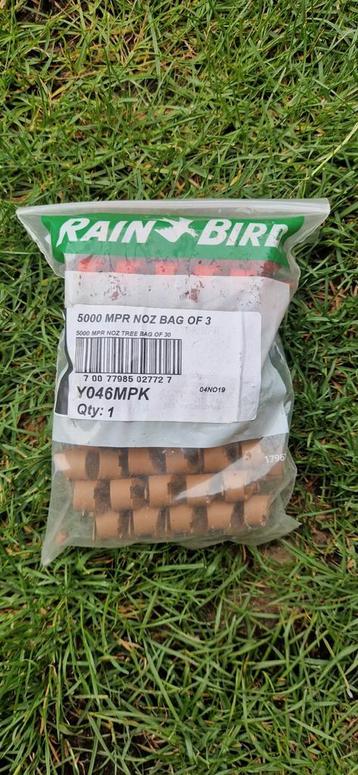 RAIN BIRD
5000 MPR NOZ BAG OF 3
5000 MPR NOZ TREE BAG OF 30
7 00 77985 02772 7
Y046MPK
04NO19
Qty: 1